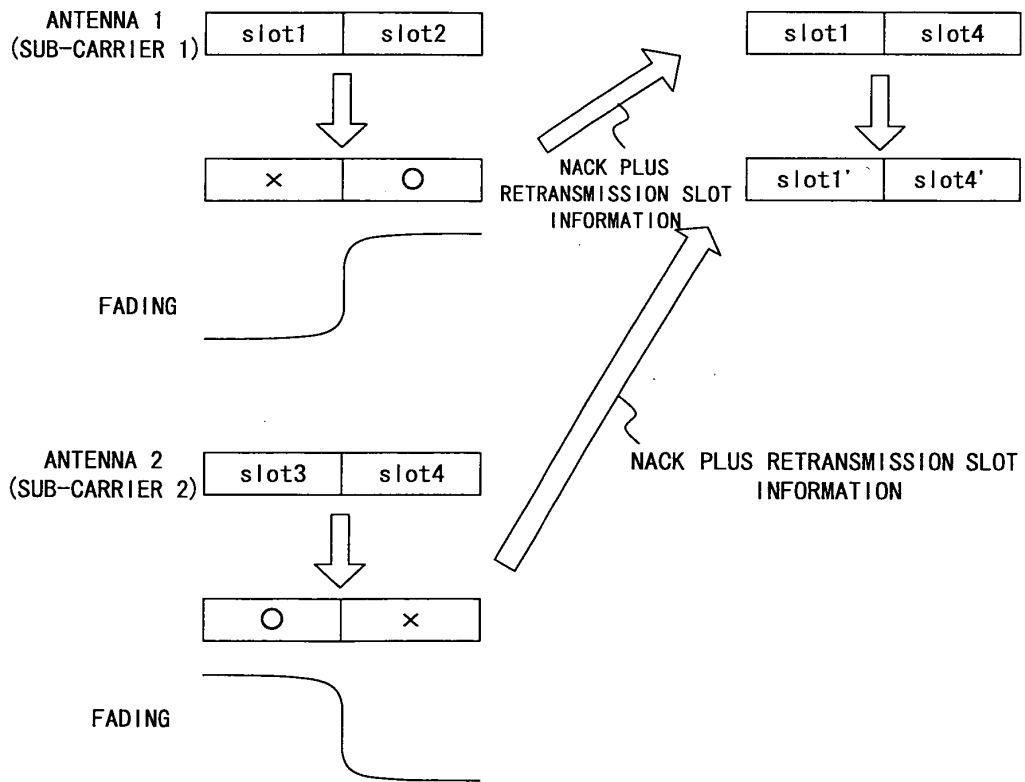 ANTENNA 1
(SUB-CARRIER 1)
slot1 slot2
× ○
FADING
NACK PLUS
RETRANSMISSION SLOT
INFORMATION
slot1 slot4
slot1' slot4'
ANTENNA 2
(SUB-CARRIER 2)
slot3 slot4
○ ×
FADING
NACK PLUS RETRANSMISSION SLOT
INFORMATION